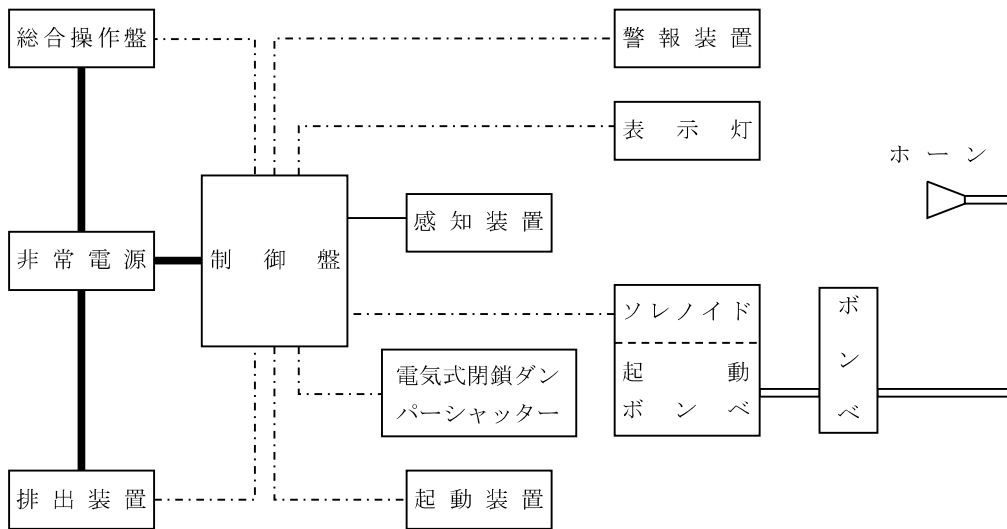 総合操作盤
警報装置
表示灯
ホーン
感知装置
非常電源
制御盤
ソレノイド
ボンベ
起動
ボンベ
電気式閉鎖ダン
パーシャッター
排出装置
起動装置